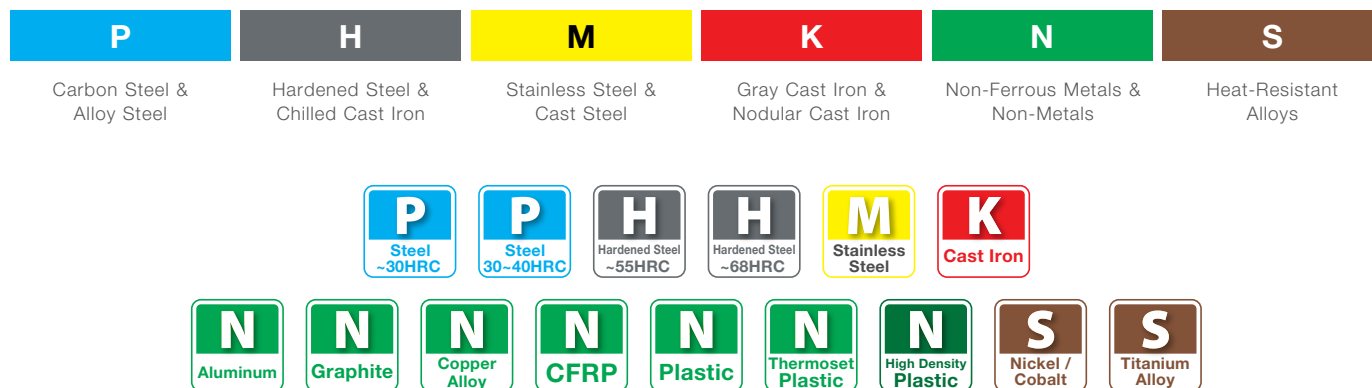 P H M K N S
Carbon Steel & Hardened Steel & Stainless Steel & Gray Cast Iron & Non-Ferrous Metals & Heat-Resistant
Alloy Steel Chilled Cast Iron Cast Steel Nodular Cast Iron Non-Metals Alloys
P P H H M K
Steel Steel Hardened Steel Hardened Steel Stainless Cast Iron
~30HRC 30~40HRC ~55HRC ~68HRC Steel
N N N N N N N S S
Aluminum Graphite Copper CFRP Plastic Thermoset High Density Nickel / Titanium
Alloy Plastic Plastic Cobalt Alloy